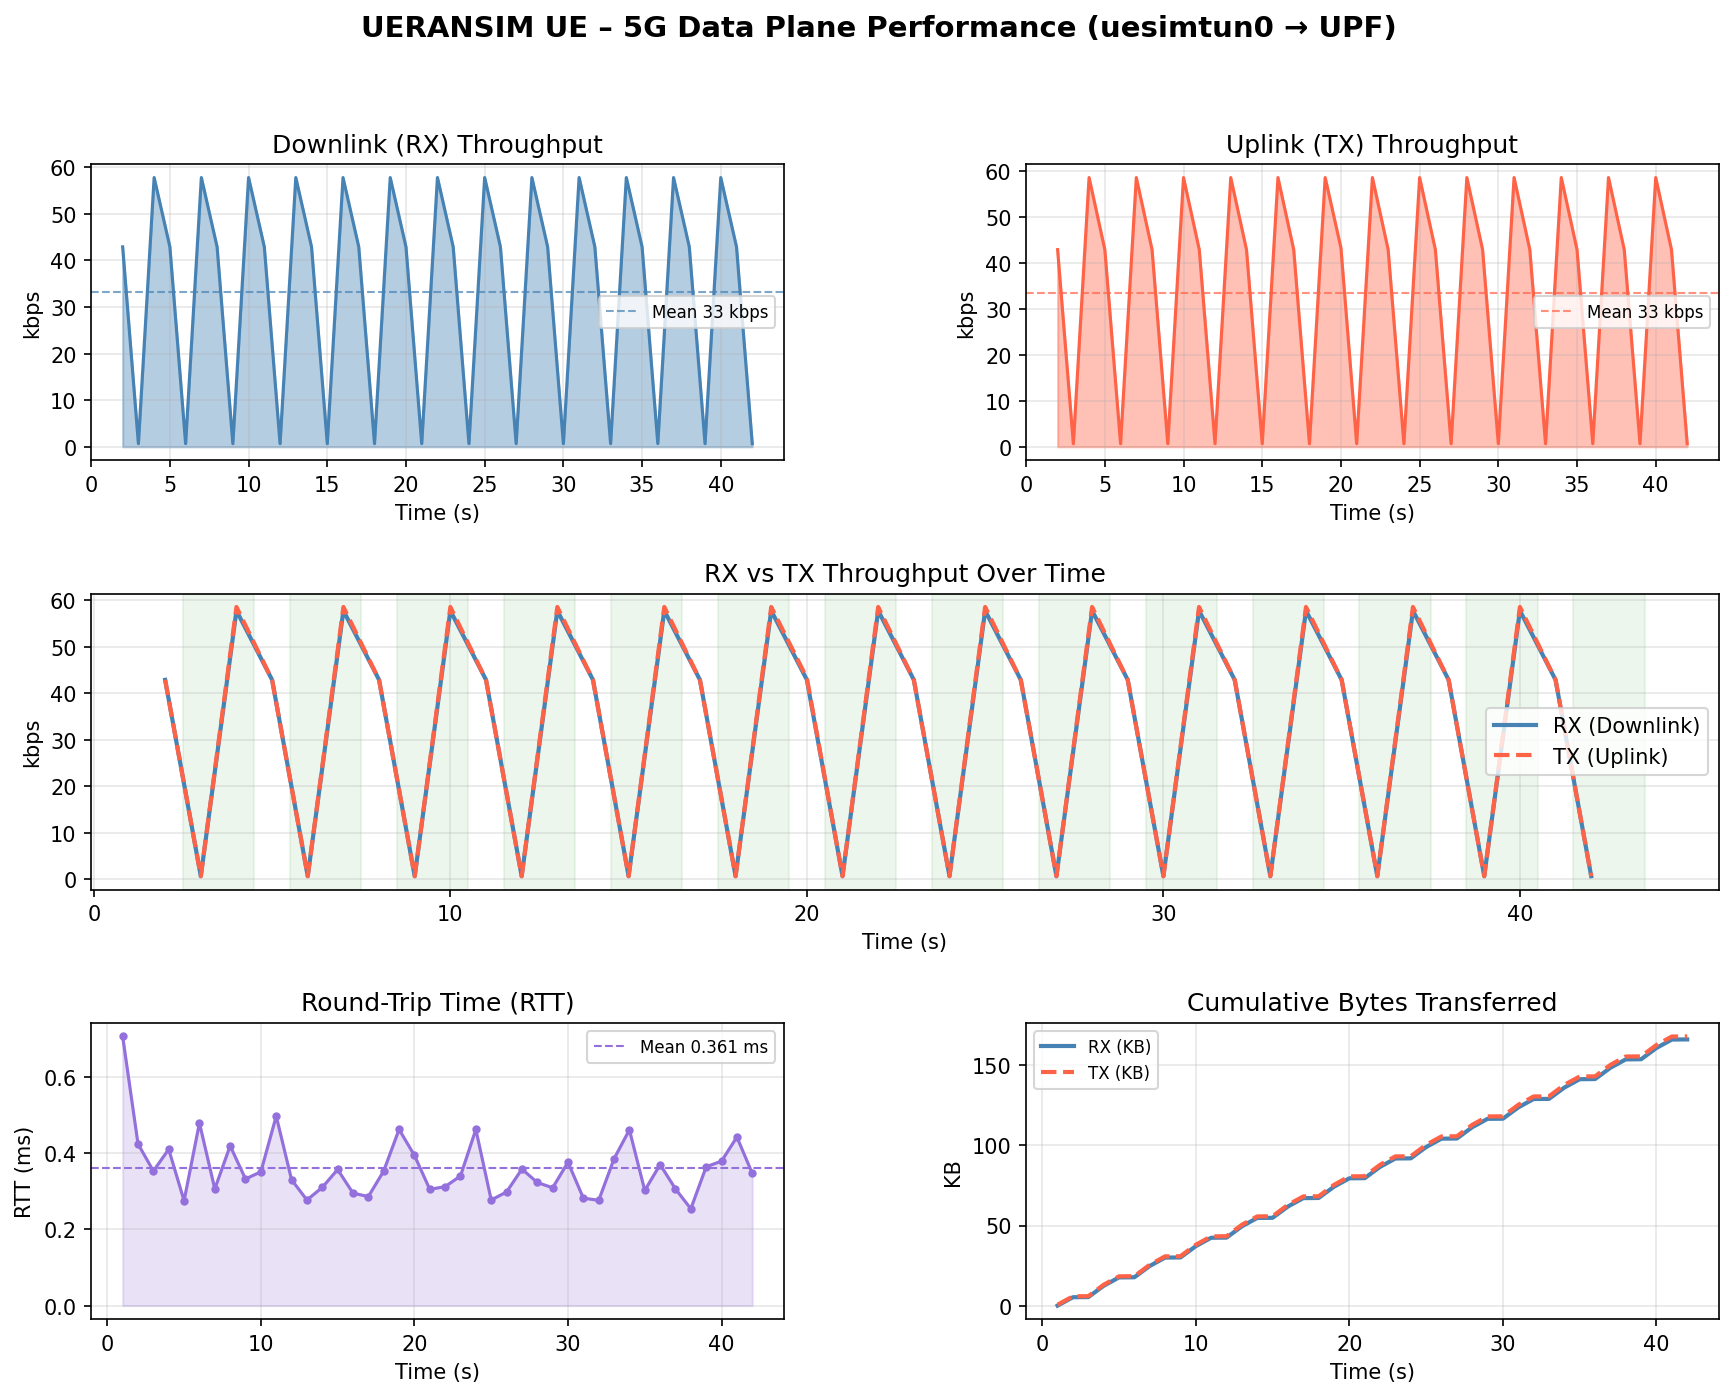 UERANSIM UE – 5G Data Plane Performance (uesimtun0 → UPF)
Downlink (RX) Throughput
60
50
40
30
20
10
0
kbps
Mean 33 kbps
0 5 10 15 20 25 30 35 40
Time (s)
Uplink (TX) Throughput
60
50
40
30
20
10
0
kbps
Mean 33 kbps
0 5 10 15 20 25 30 35 40
Time (s)
RX vs TX Throughput Over Time
60
50
40
30
20
10
0
kbps
RX (Downlink)
TX (Uplink)
0 10 20 30 40
Time (s)
Round-Trip Time (RTT)
0.6
0.4
0.2
0.0
RTT (ms)
Mean 0.361 ms
0 10 20 30 40
Time (s)
Cumulative Bytes Transferred
150
100
50
0
KB
RX (KB)
TX (KB)
0 10 20 30 40
Time (s)